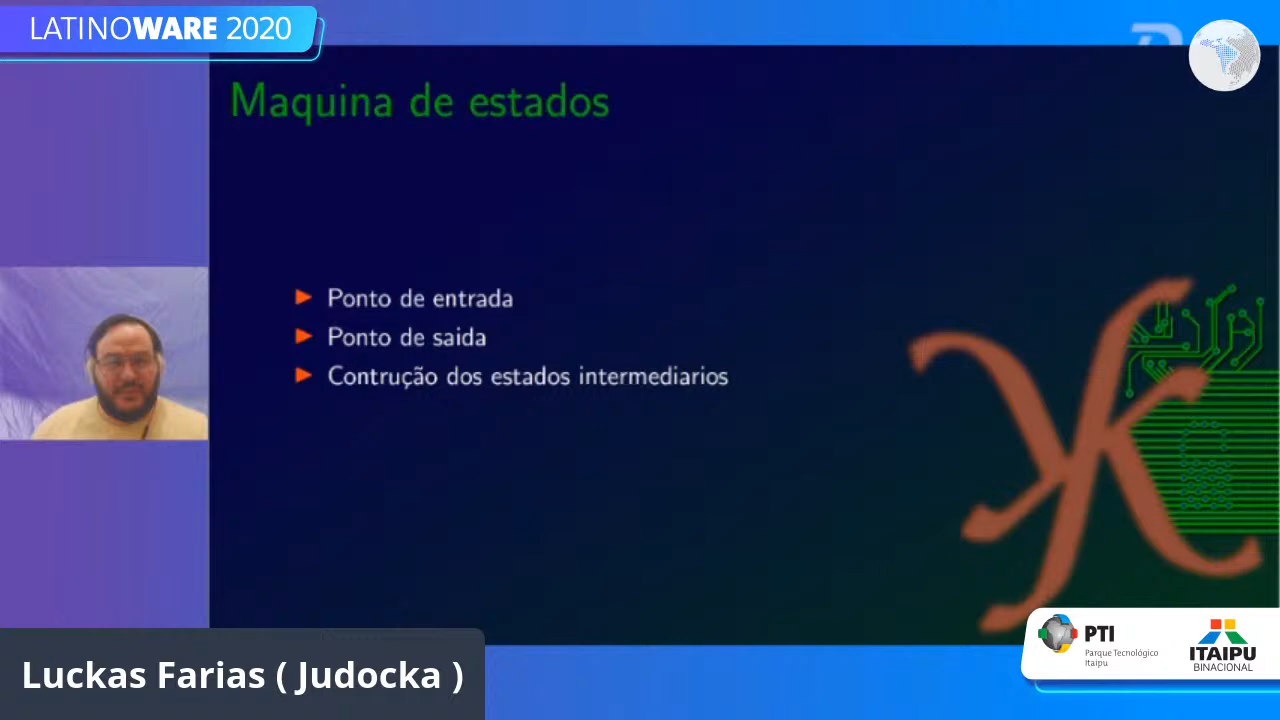 LATINOWARE 2020
Maquina de estados
Ponto de entrada
Ponto de saida
Contrução dos estados intermediarios
PTI
Parque Tecnológico
Itaipu
ITAIPU
BINACIONAL
Luckas Farias ( Judocka )